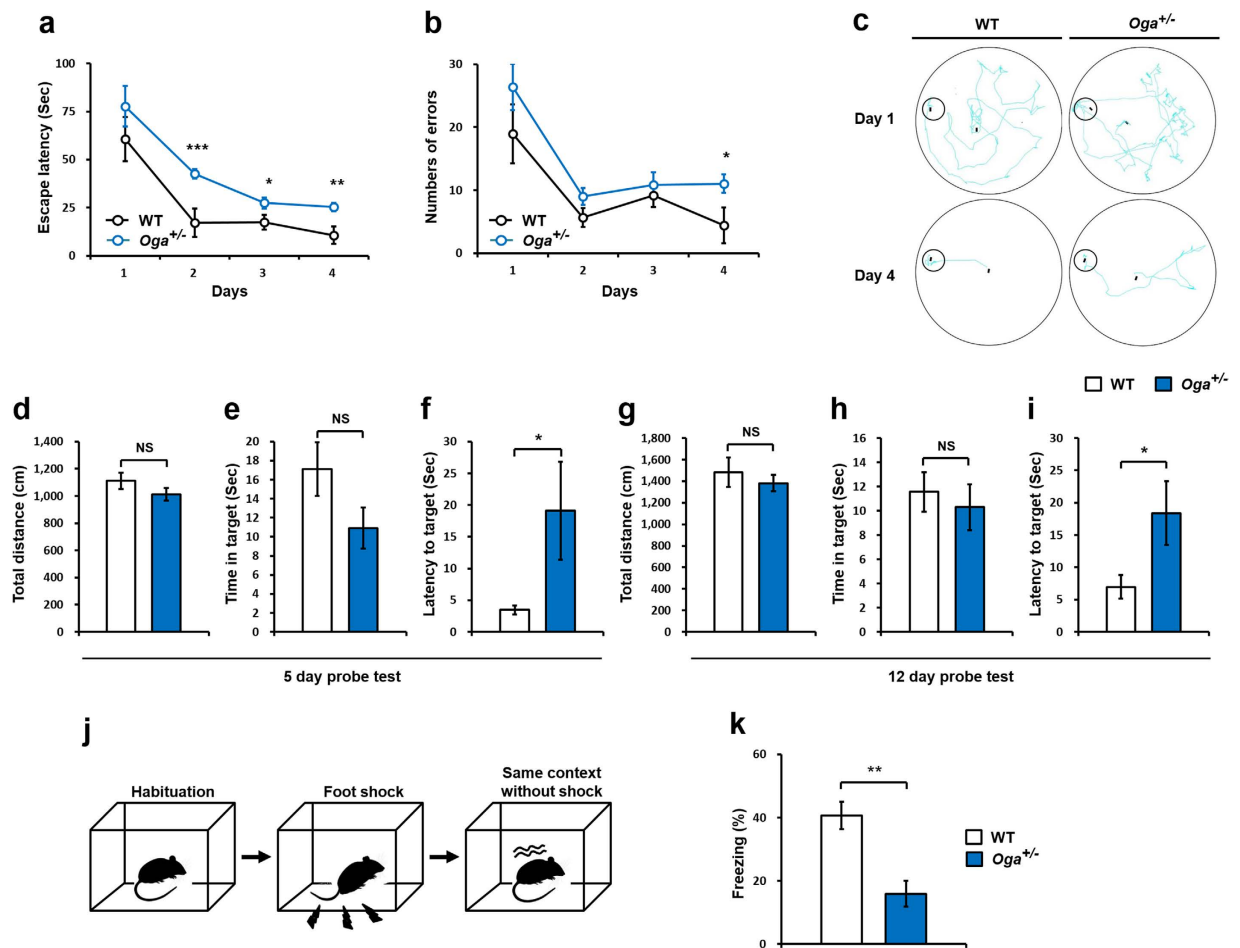 a
100
75
50
25
0
Escape latency (Sec)
***
*
**
WT
Oga+/-
1 2 3 4
Days
b
30
20
10
0
Numbers of errors
*
WT
Oga+/-
1 2 3 4
Days
c
WT Oga+/-
Day 1
Day 4
WT Oga+/-
d
Total distance (cm)
1,400
1,200
1,000
800
600
400
200
0
NS
e
Time in target (Sec)
20
18
16
14
12
10
8
6
4
2
0
NS
f
Latency to target (Sec)
30
25
20
15
10
5
0
*
5 day probe test
g
Total distance (cm)
1,800
1,600
1,400
1,200
1,000
800
600
400
200
0
NS
h
Time in target (Sec)
16
14
12
10
8
6
4
2
0
NS
i
Latency to target (Sec)
30
25
20
15
10
5
0
*
12 day probe test
j
Habituation
Foot shock
Same context
without shock
k
Freezing (%)
60
40
20
0
**
WT
Oga+/-